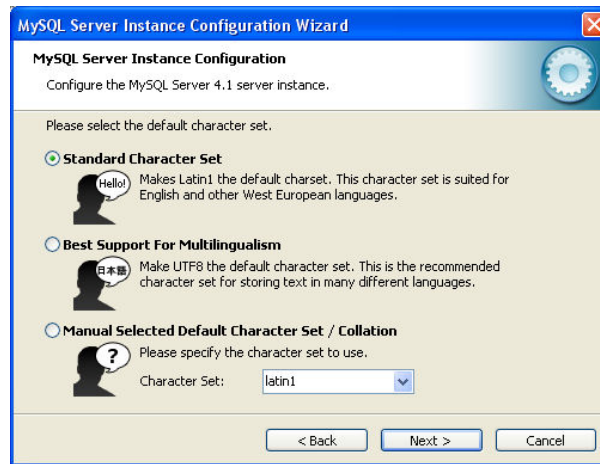 MySQL Server Instance Configuration Wizard
MySQL Server Instance Configuration
Configure the MySQL Server 4.1 server instance.
Please select the default character set.
Standard Character Set
Hello!
Makes Latin1 the default charset. This character set is suited for
English and other West European languages.
Best Support For Multilingualism
日本語
Make UTF8 the default character set. This is the recommended
character set for storing text in many different languages.
Manual Selected Default Character Set / Collation
?
Please specify the character set to use.
Character Set: latin1
< Back Next > Cancel